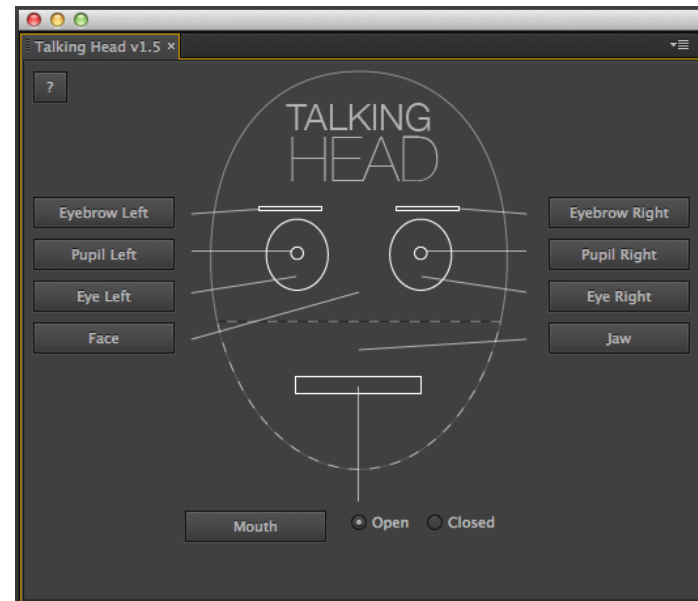 Talking Head v1.5 ×
?
TALKING
HEAD
Eyebrow Left
Eyebrow Right
Pupil Left
Pupil Right
Eye Left
Eye Right
Face
Jaw
Mouth
Open
Closed